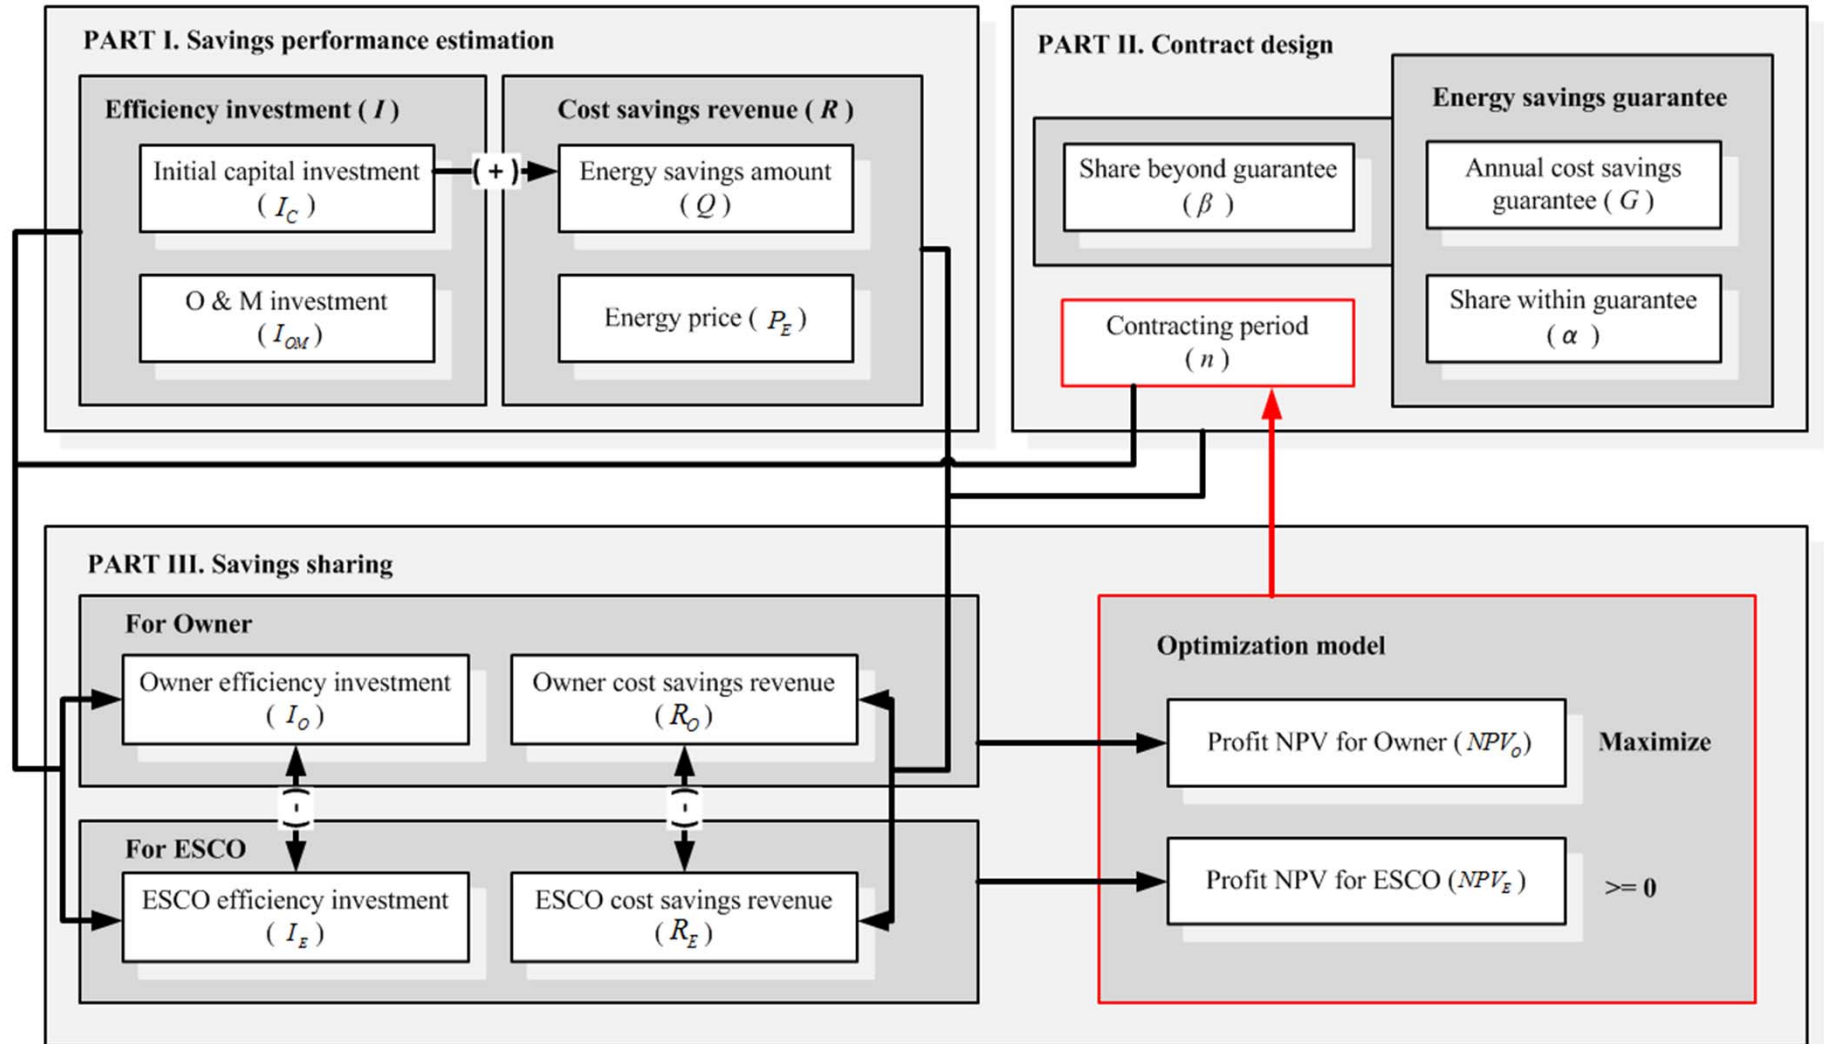 PART I. Savings performance estimation
Efficiency investment ( I )
Initial capital investment
( I_C )
O & M investment
( I_OM )
( + )
Cost savings revenue ( R )
Energy savings amount
( Q )
Energy price ( P_E )
PART II. Contract design
Share beyond guarantee
( β )
Contracting period
( n )
Energy savings guarantee
Annual cost savings
guarantee ( G )
Share within guarantee
( α )
PART III. Savings sharing
For Owner
Owner efficiency investment
( I_O )
Owner cost savings revenue
( R_O )
( - )
( - )
For ESCO
ESCO efficiency investment
( I_E )
ESCO cost savings revenue
( R_E )
Optimization model
Profit NPV for Owner ( NPV_O )
Maximize
Profit NPV for ESCO ( NPV_E )
>= 0